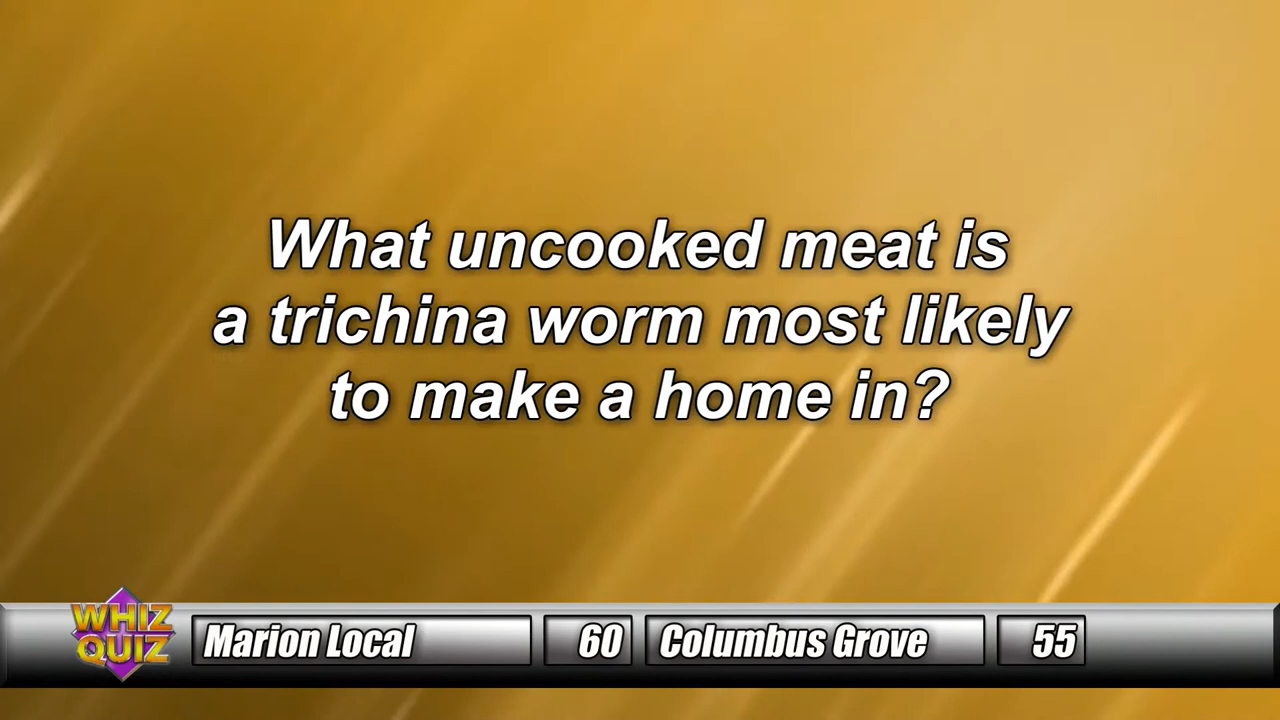 What uncooked meat is
a trichina worm most likely
to make a home in?
WHIZ
QUIZ
Marion Local 60 Columbus Grove 55